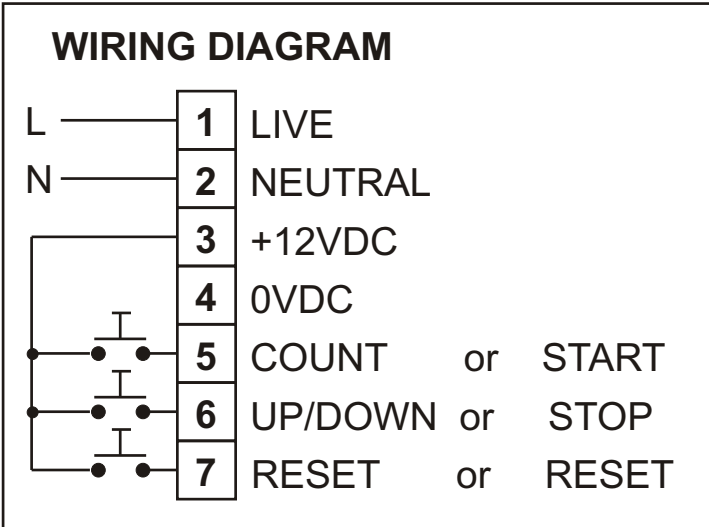 WIRING DIAGRAM
L 1 LIVE
N 2 NEUTRAL
3 +12VDC
4 0VDC
5 COUNT or START
6 UP/DOWN or STOP
7 RESET or RESET